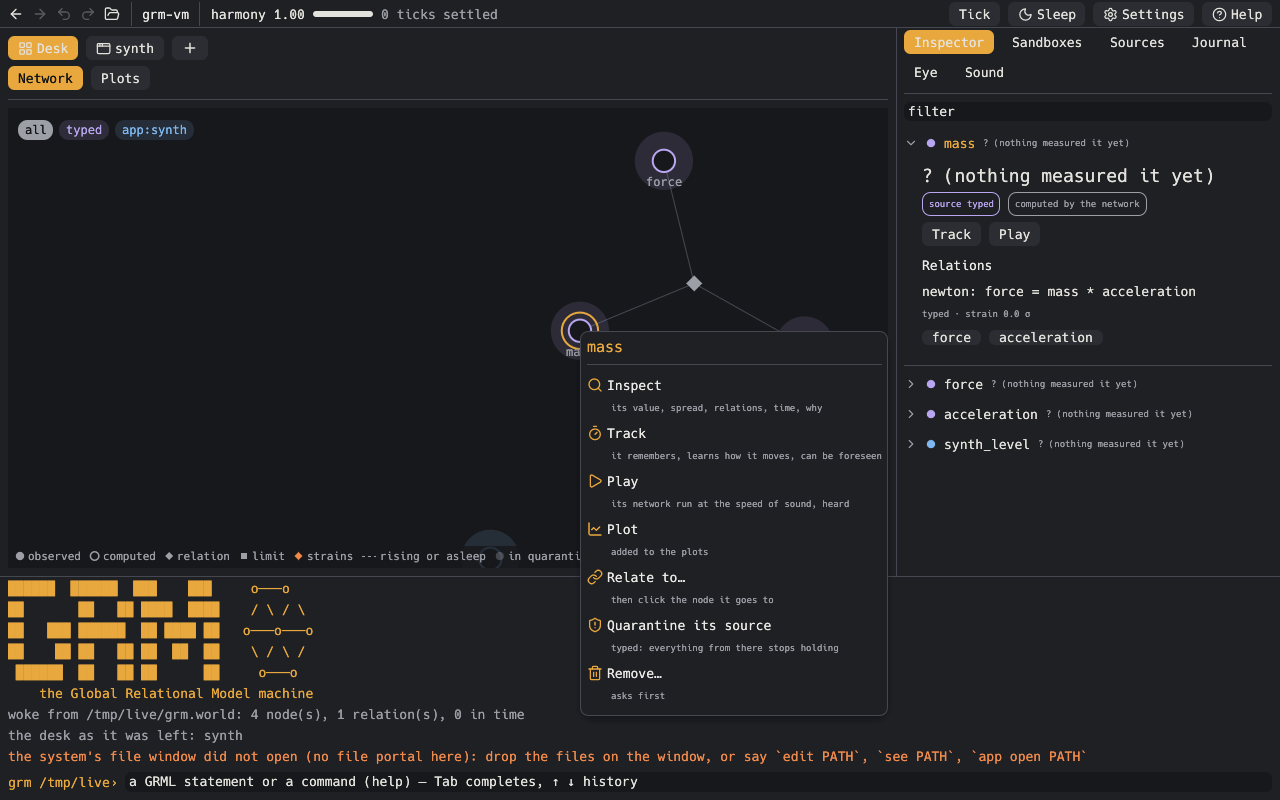 grm-vm harmony 1.00 0 ticks settled Tick Sleep Settings Help
Desk synth +
Network Plots
all typed app:synth
force
mass
Inspect
its value, spread, relations, time, why
Track
it remembers, learns how it moves, can be foreseen
Play
its network run at the speed of sound, heard
Plot
added to the plots
Relate to…
then click the node it goes to
Quarantine its source
typed: everything from there stops holding
Remove…
asks first
observed computed relation limit strains rising or asleep
Inspector Sandboxes Sources Journal
Eye Sound
filter
mass ? (nothing measured it yet)
? (nothing measured it yet)
source typed computed by the network
Track Play
Relations
newton: force = mass * acceleration
typed · strain 0.0 σ
force acceleration
force ? (nothing measured it yet)
acceleration ? (nothing measured it yet)
synth_level ? (nothing measured it yet)
GRM
the Global Relational Model machine
woke from /tmp/live/grm.world: 4 node(s), 1 relation(s), 0 in time
the desk as it was left: synth
the system's file window did not open (no file portal here): drop the files on the window, or say `edit PATH`, `see PATH`, `app open PATH`
grm /tmp/live› a GRML statement or a command (help) — Tab completes, ↑ ↓ history